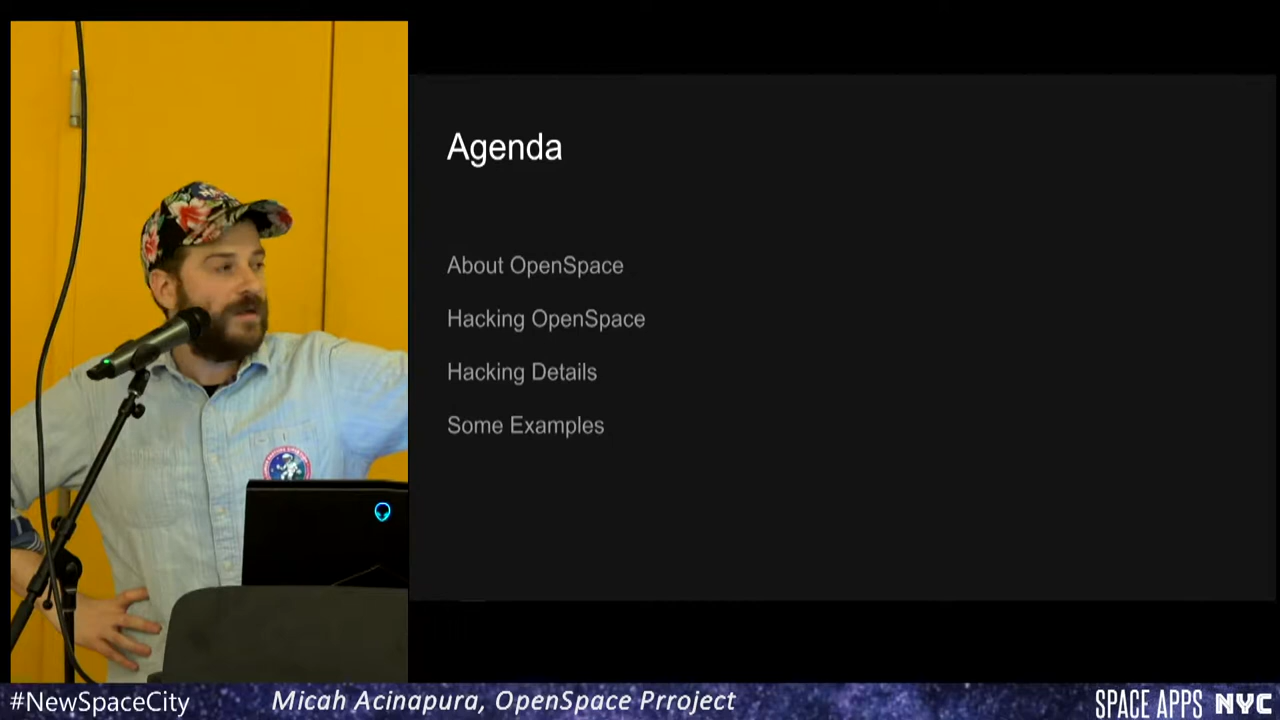 Agenda
About OpenSpace
Hacking OpenSpace
Hacking Details
Some Examples
#NewSpaceCity
Micah Acinapura, OpenSpace Prroject
SPACE APPS NYC